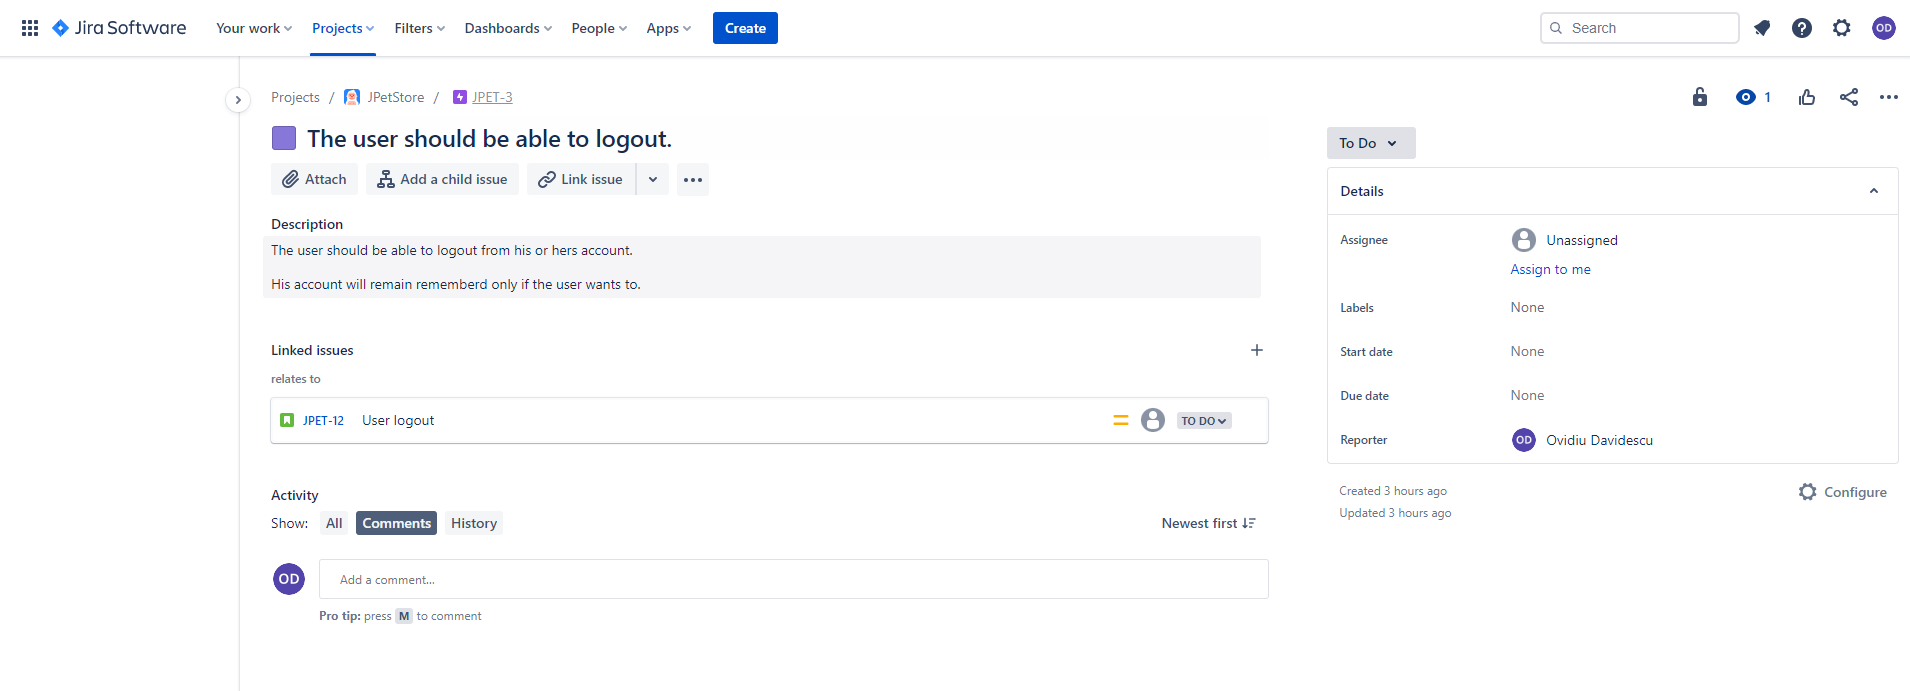 Jira Software Your work Projects Filters Dashboards People Apps Create Search OD
Projects / JPetStore / JPET-3 1
The user should be able to logout.
To Do
Attach Add a child issue Link issue
Details
Description
The user should be able to logout from his or hers account.
His account will remain rememberd only if the user wants to.
Assignee Unassigned
Assign to me
Labels None
Start date None
Due date None
Reporter OD Ovidiu Davidescu
Created 3 hours ago
Updated 3 hours ago
Configure
Linked issues
relates to
JPET-12 User logout TO DO
Activity
Show: All Comments History Newest first
OD Add a comment...
Pro tip: press M to comment